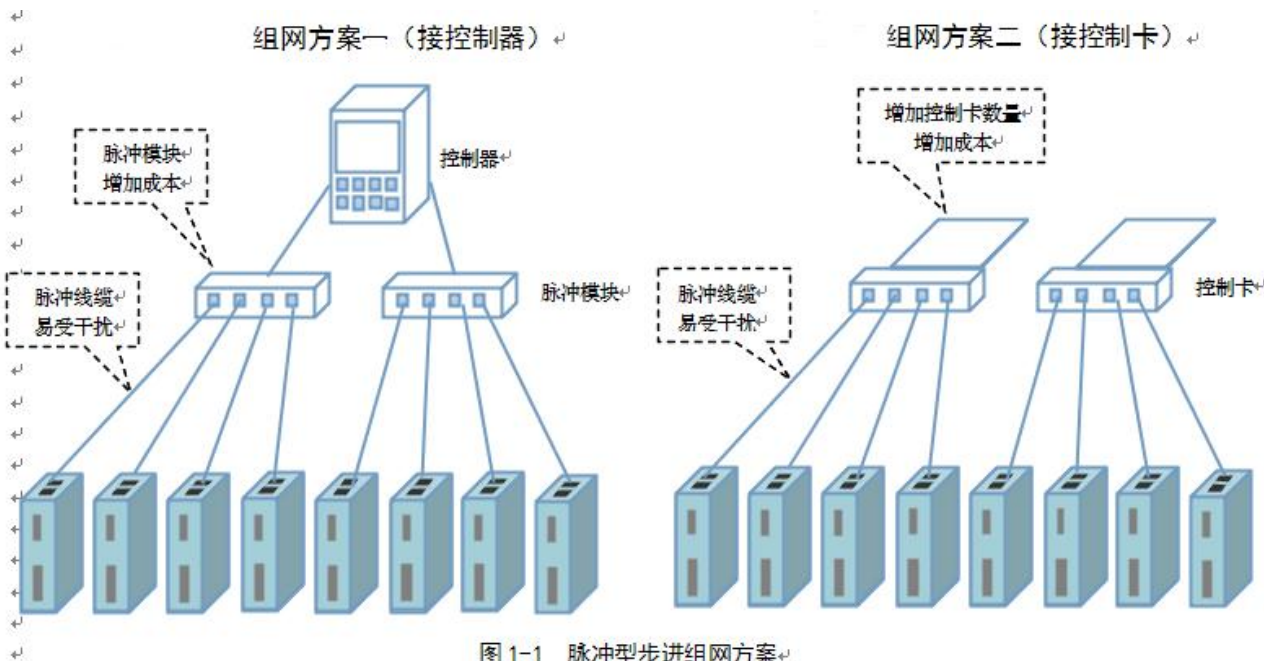 组网方案一（接控制器）
组网方案二（接控制卡）
脉冲模块
增加成本
控制器
增加控制卡数量
增加成本
脉冲线缆
易受干扰
脉冲模块
脉冲线缆
易受干扰
控制卡
图 1-1 脉冲型步进组网方案